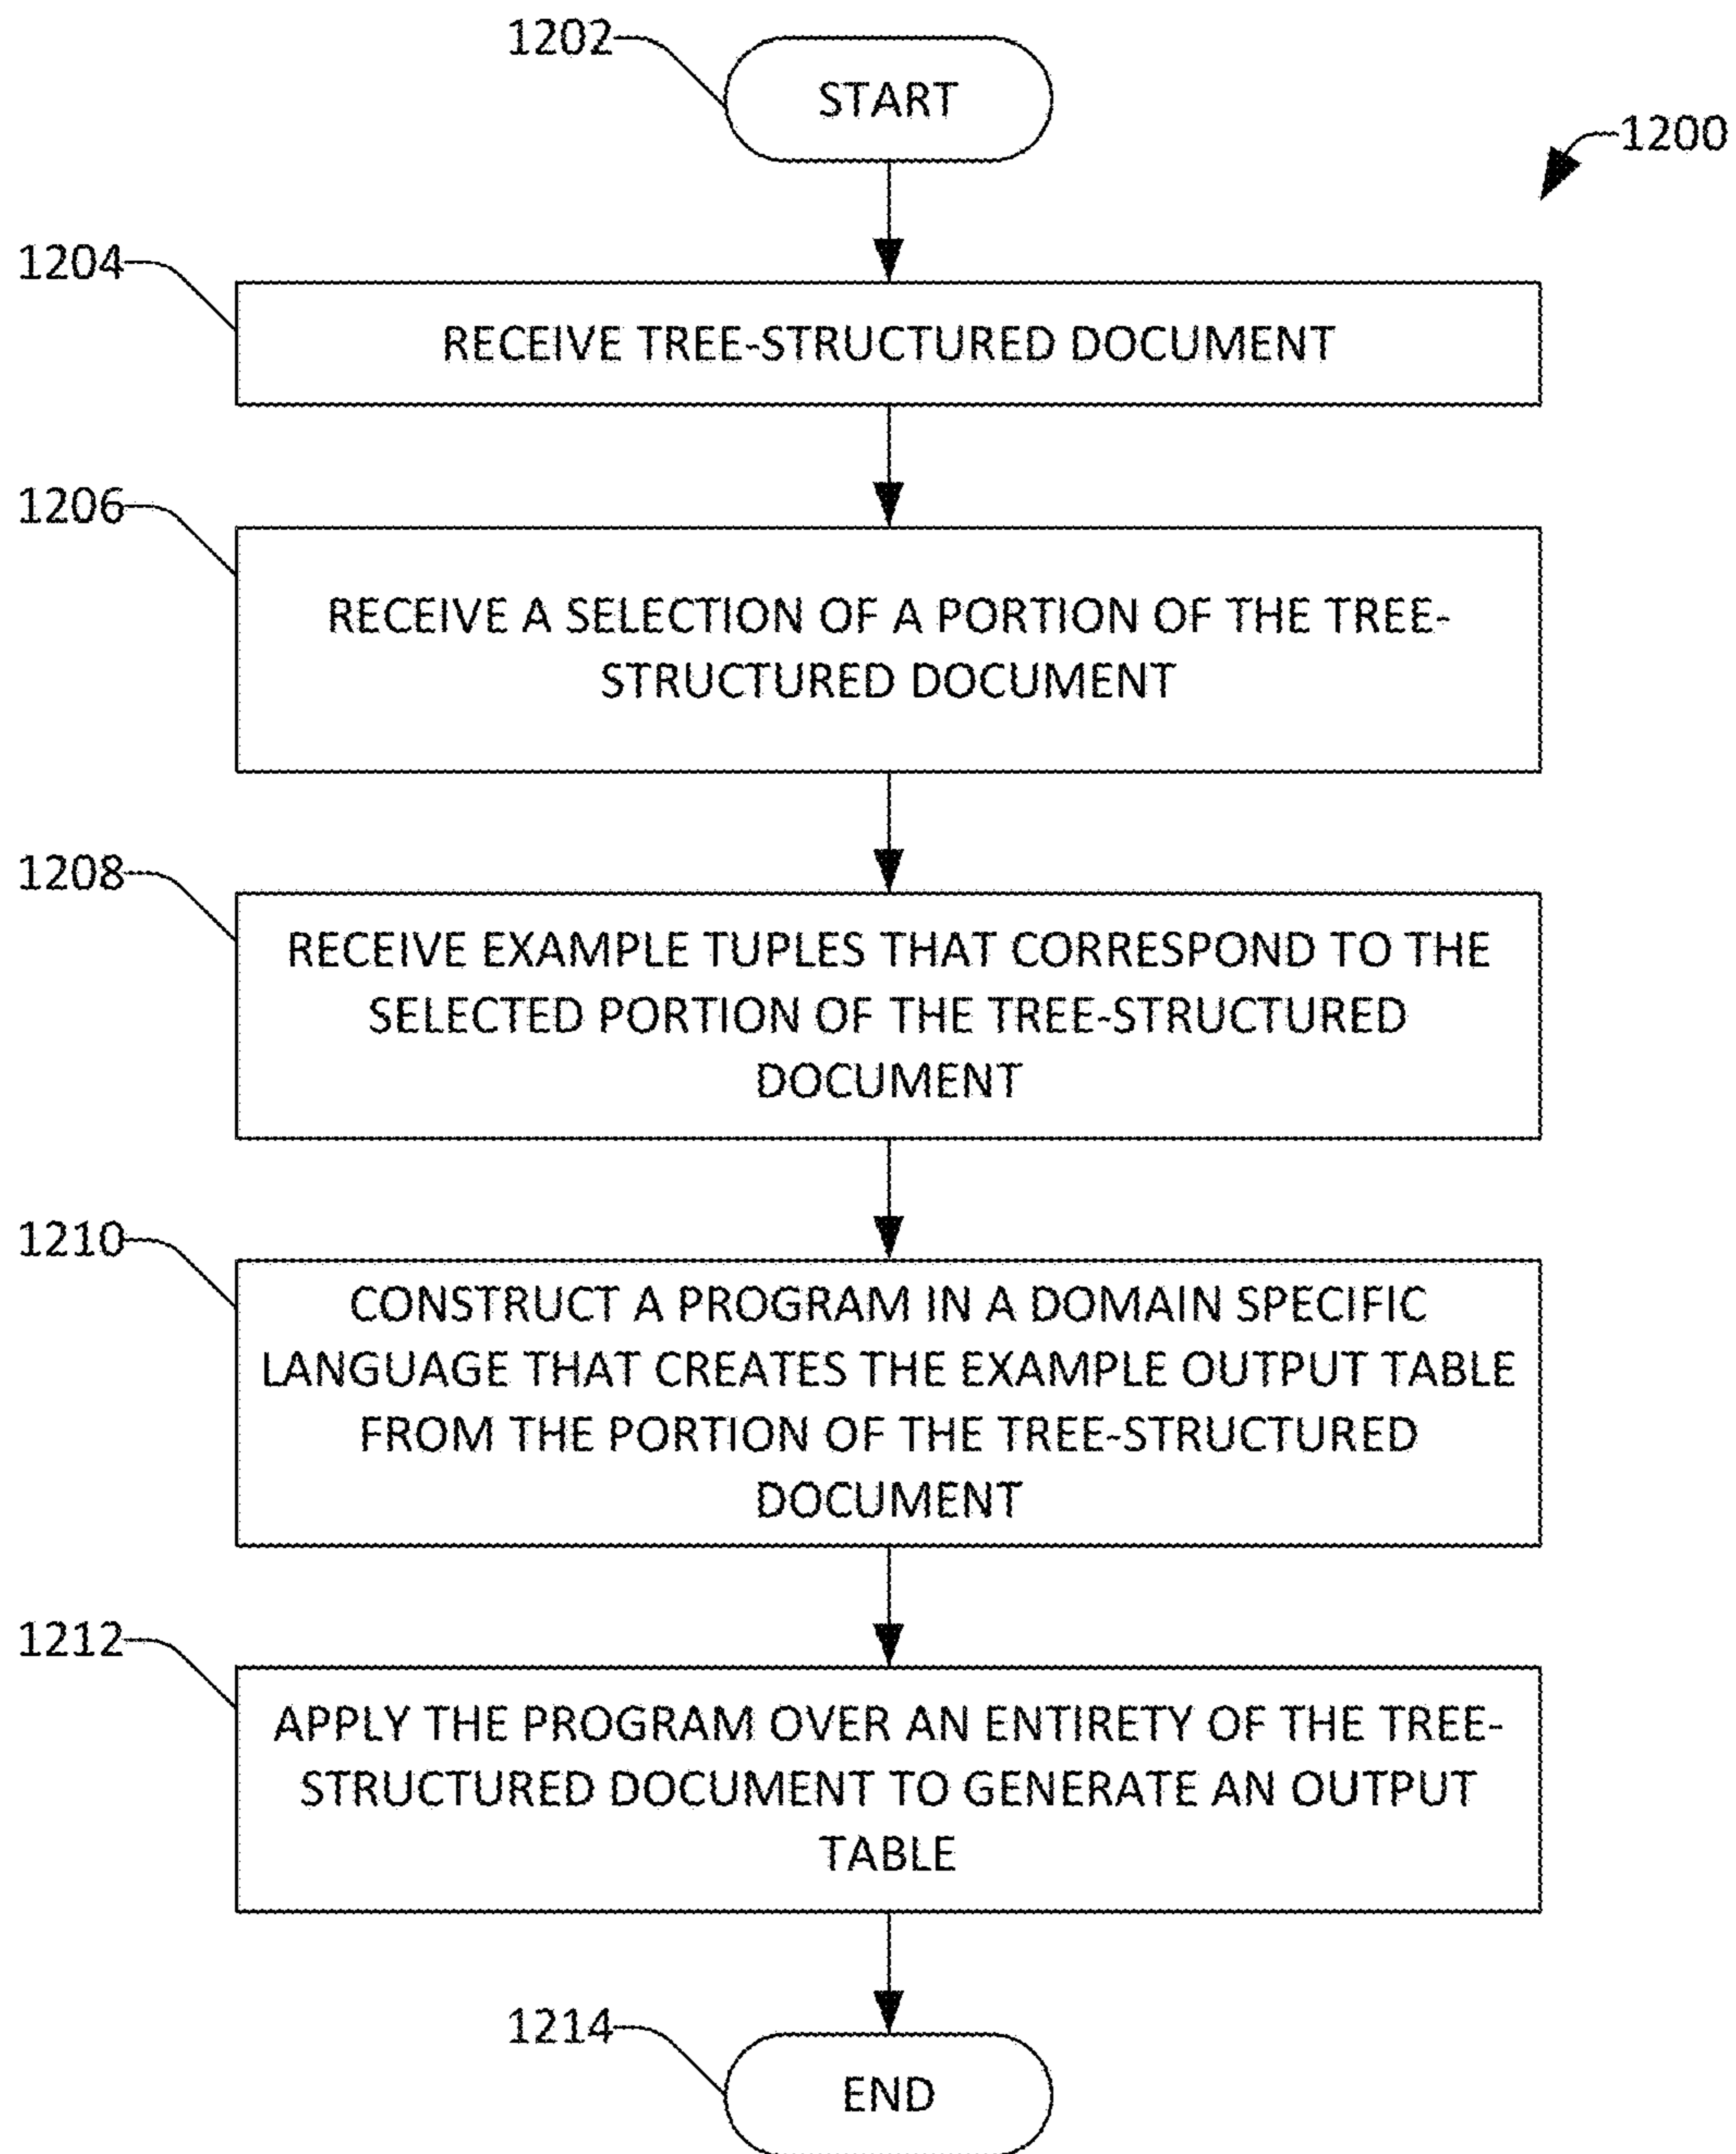 1202
START
1200
1204
RECEIVE TREE-STRUCTURED DOCUMENT
1206
RECEIVE A SELECTION OF A PORTION OF THE TREE-
STRUCTURED DOCUMENT
1208
RECEIVE EXAMPLE TUPLES THAT CORRESPOND TO THE
SELECTED PORTION OF THE TREE-STRUCTURED
DOCUMENT
1210
CONSTRUCT A PROGRAM IN A DOMAIN SPECIFIC
LANGUAGE THAT CREATES THE EXAMPLE OUTPUT TABLE
FROM THE PORTION OF THE TREE-STRUCTURED
DOCUMENT
1212
APPLY THE PROGRAM OVER AN ENTIRETY OF THE TREE-
STRUCTURED DOCUMENT TO GENERATE AN OUTPUT
TABLE
1214
END